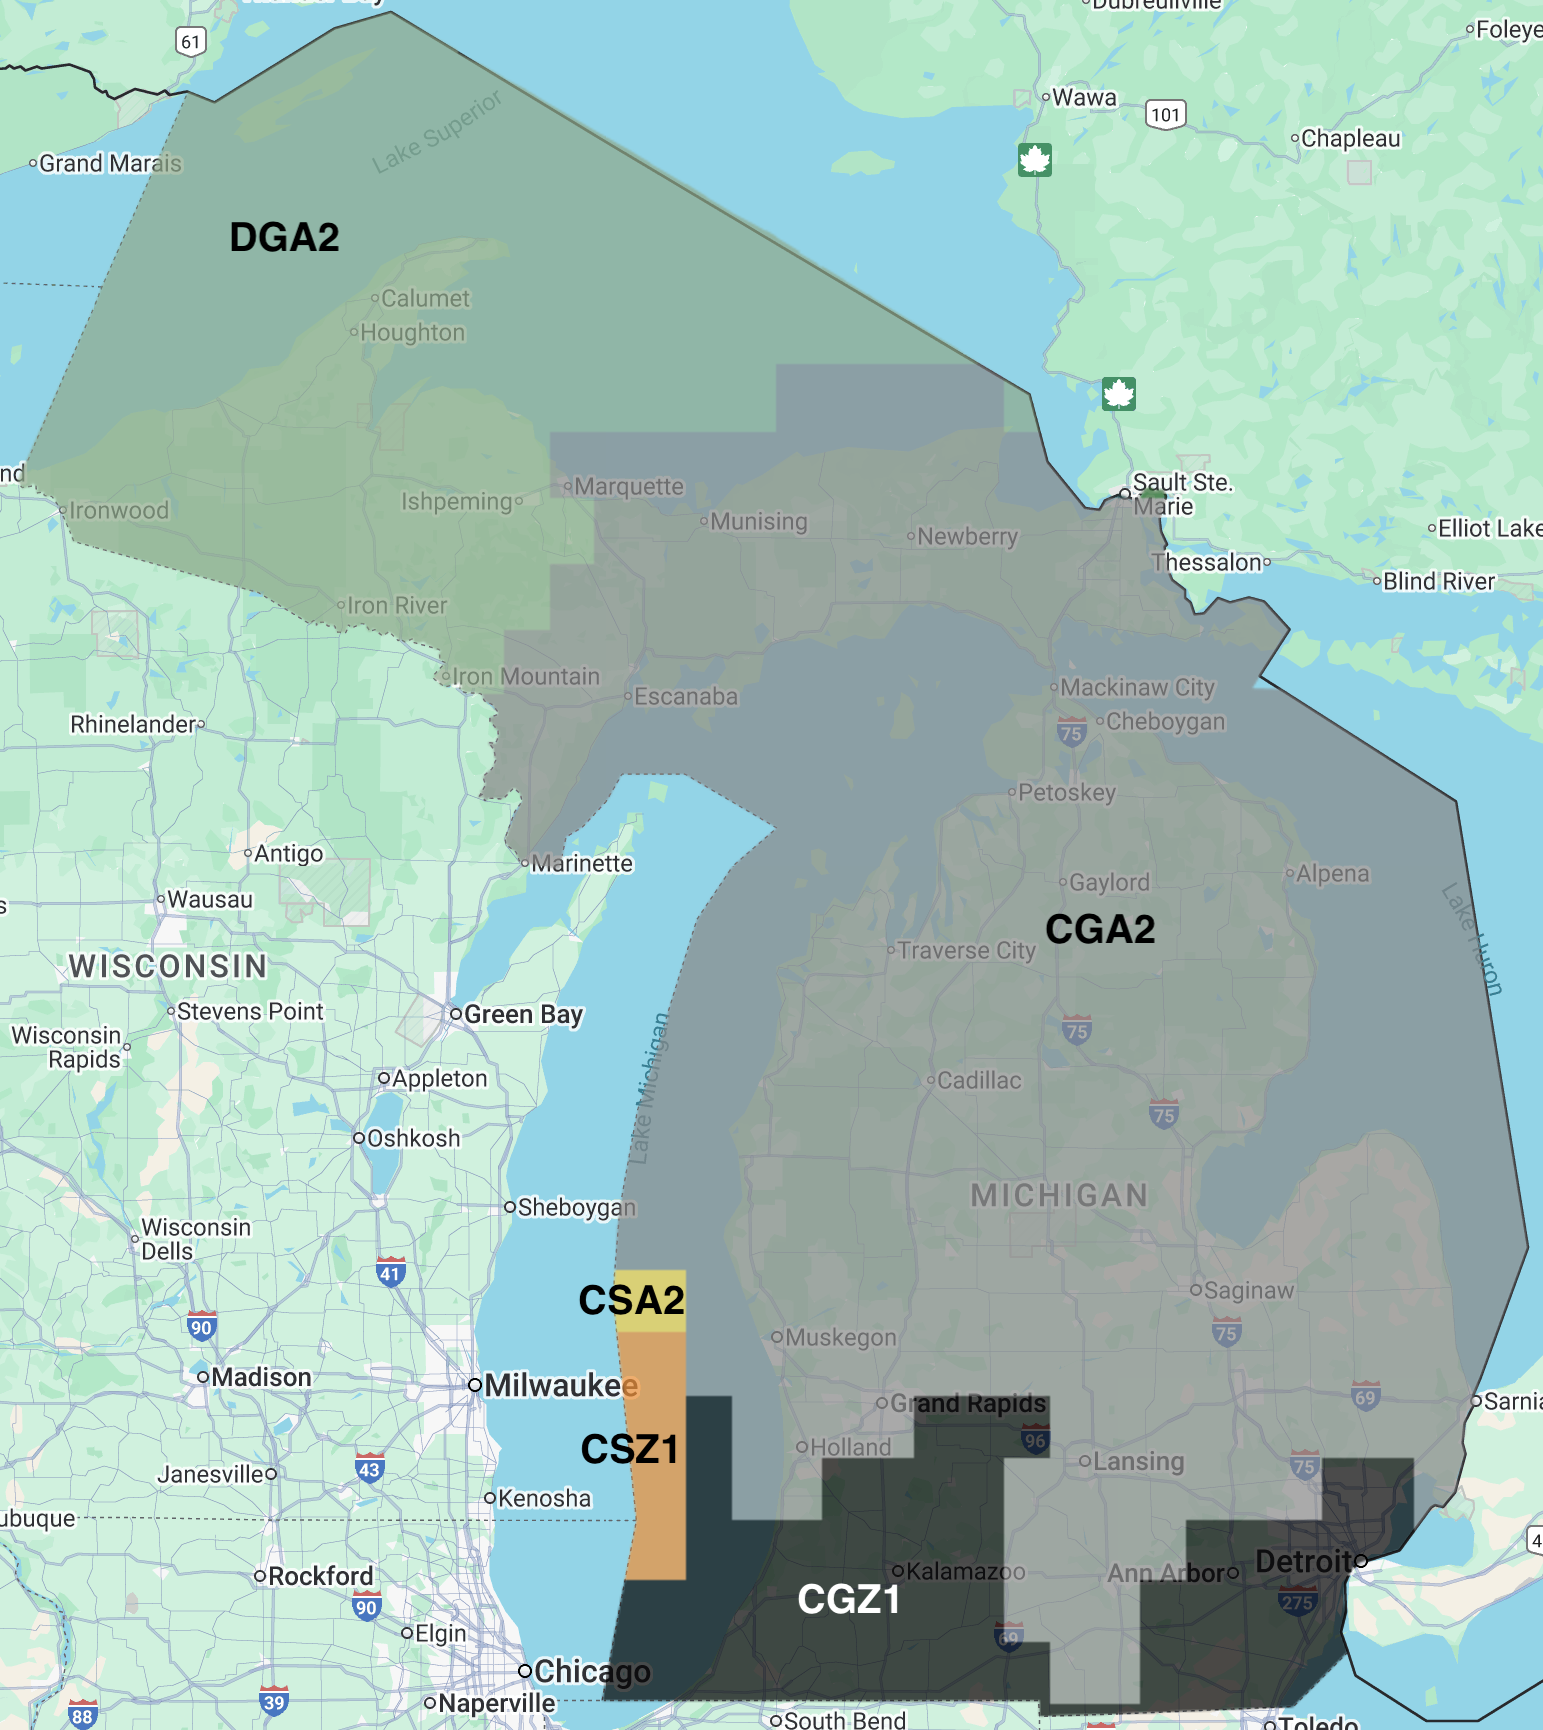 Dubreuilville
61
Foleye
Wawa
101
Chapleau
Grand Marais
Lake Superior
DGA2
Calumet
Houghton
nd
Sault Ste.
Marie
Ironwood
Ishpeming
Marquette
Munising
Newberry
Elliot Lake
Thessalon
Blind River
Iron River
Iron Mountain
Escanaba
Mackinaw City
Cheboygan
75
Rhinelander
Petoskey
Antigo
Marinette
Gaylord
Alpena
Wausau
s
CGA2
Lake Huron
Traverse City
WISCONSIN
Stevens Point
Green Bay
Wisconsin
Rapids
75
Lake Michigan
Appleton
Cadillac
75
Oshkosh
MICHIGAN
Sheboygan
Wisconsin
Dells
41
CSA2
Saginaw
90
75
Muskegon
Madison
Milwaukee
Grand Rapids
69
Sarnia
96
CSZ1
Holland
Lansing
75
Janesville
43
Kenosha
ubuque
4
Rockford
Kalamazoo
Ann Arbor
Detroit
CGZ1
275
90
Elgin
69
Chicago
88
39
Naperville
South Bend
Toledo